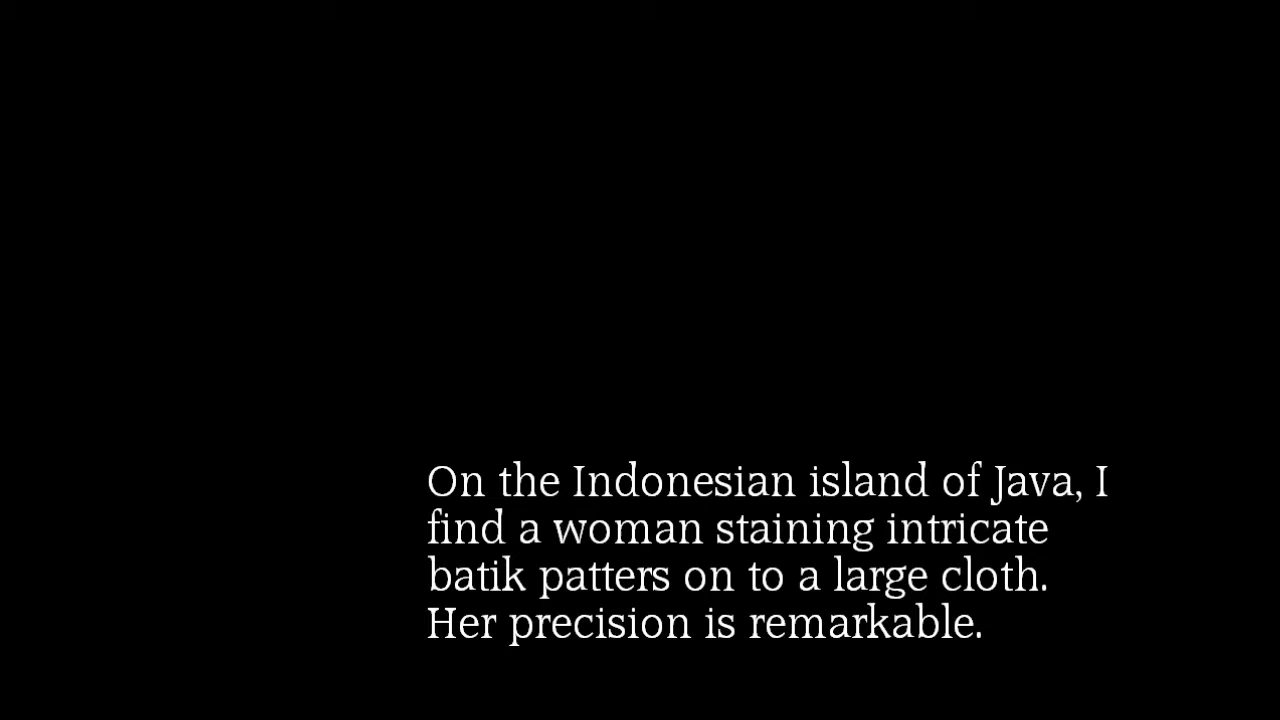 On the Indonesian island of Java, I
find a woman staining intricate
batik patters on to a large cloth.
Her precision is remarkable.